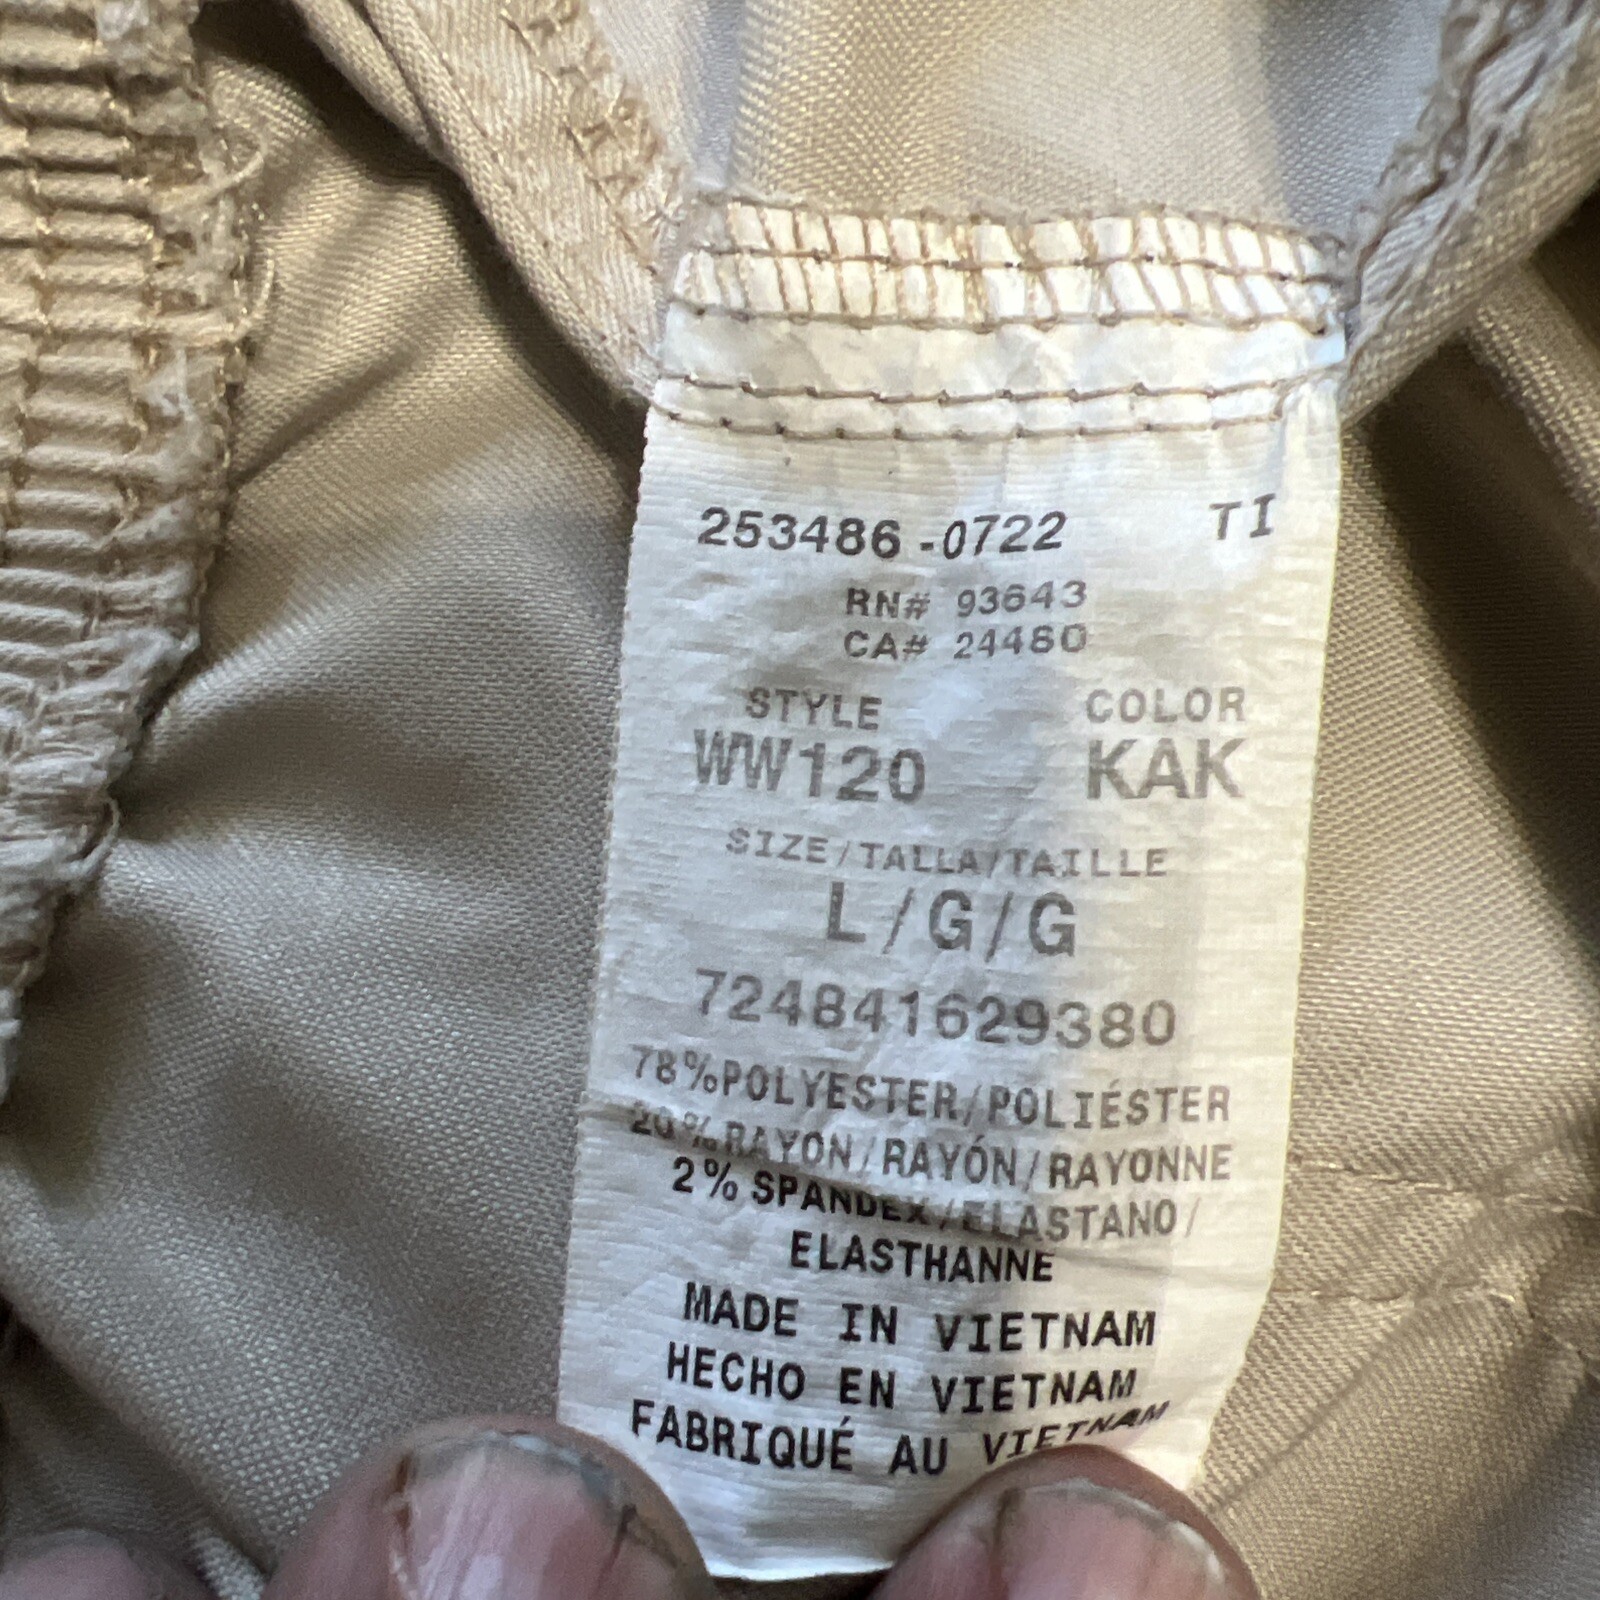 253486 -0722 TI
RN# 93643
CA# 24480
STYLE COLOR
WW120 KAK
SIZE/TALLA/TAILLE
L/G/G
724841629380
78%POLYESTER/POLIÉSTER
20%RAYON/RAYÓN/RAYONNE
2% SPANDEX/ELASTANO/
ELASTHANNE
MADE IN VIETNAM
HECHO EN VIETNAM
FABRIQUÉ AU VIETNAM